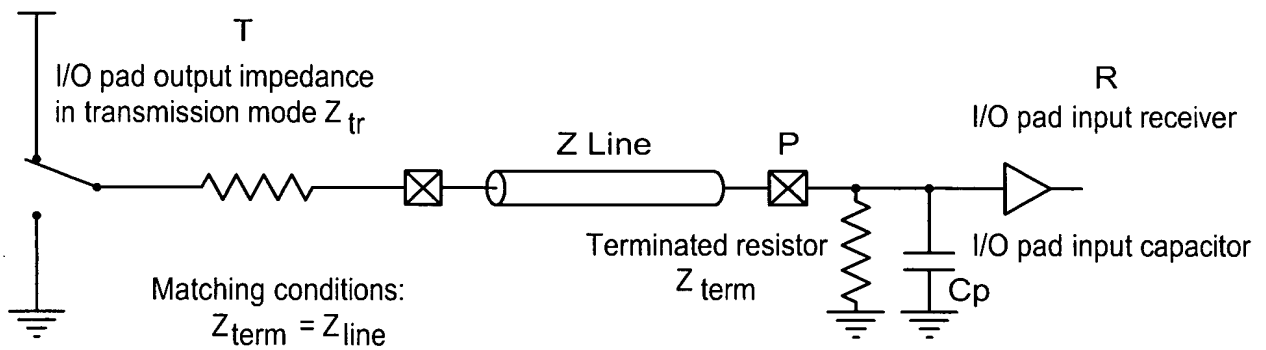 T
I/O pad output impedance
in transmission mode Z tr
Z Line
P
R
I/O pad input receiver
Terminated resistor
Z term
I/O pad input capacitor
Cp
Matching conditions:
Z term = Z line